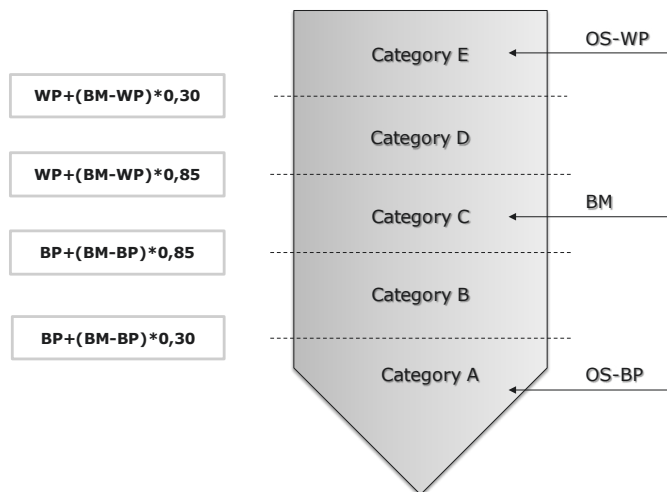 Category E
OS-WP
WP+(BM-WP)*0,30
Category D
WP+(BM-WP)*0,85
Category C
BM
BP+(BM-BP)*0,85
Category B
BP+(BM-BP)*0,30
Category A
OS-BP